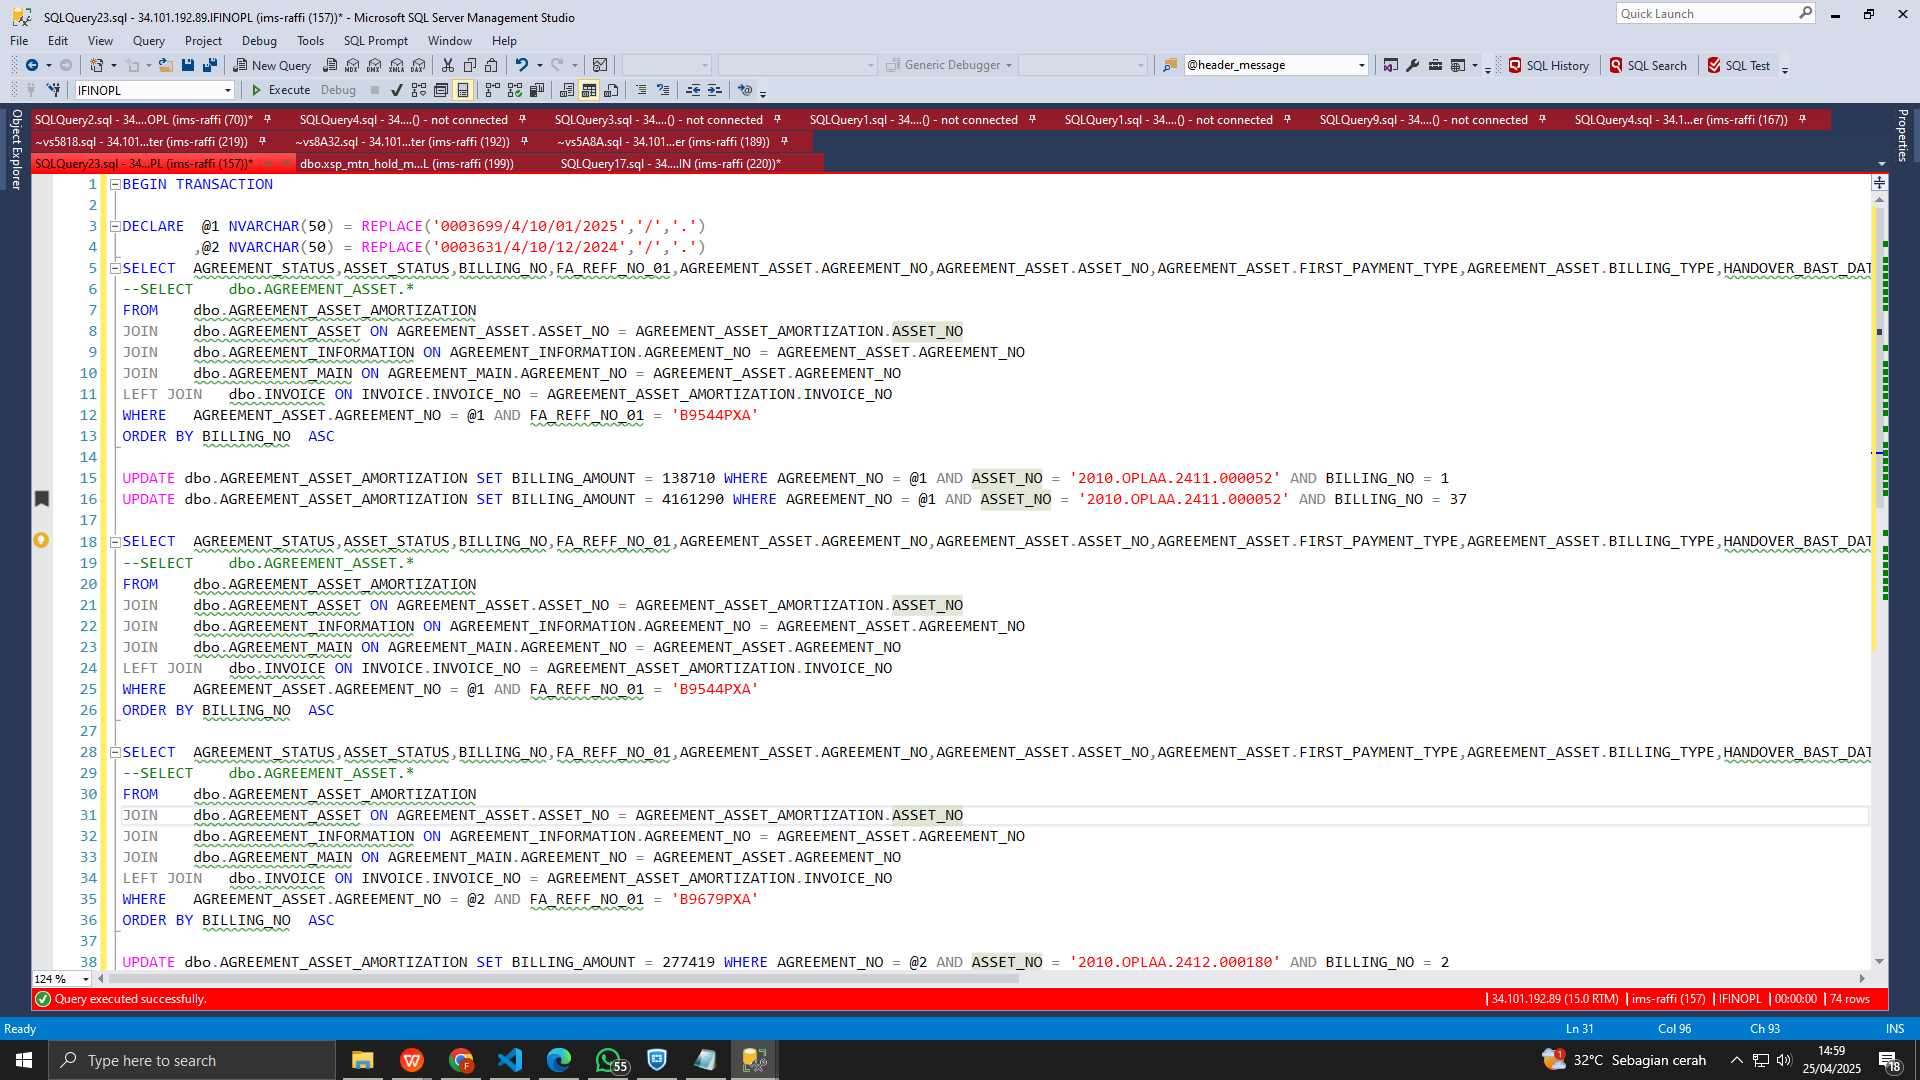 SQLQuery23.sql - 34.101.192.89.IFINOPL (ims-raffi (157))* - Microsoft SQL Server Management Studio
Quick Launch
File Edit View Query Project Debug Tools SQL Prompt Window Help
New Query MDX DMX XMLA DAX Generic Debugger @header_message SQL History SQL Search SQL Test
IFINOPL Execute Debug
Object Explorer
Properties
SQLQuery2.sql - 34....OPL (ims-raffi (70))* SQLQuery4.sql - 34....() - not connected SQLQuery3.sql - 34....() - not connected SQLQuery1.sql - 34....() - not connected SQLQuery1.sql - 34....() - not connected SQLQuery9.sql - 34....() - not connected SQLQuery4.sql - 34.1...er (ims-raffi (167))
~vs5818.sql - 34.101...ter (ims-raffi (219)) ~vs8A32.sql - 34.101...ter (ims-raffi (192)) ~vs5A8A.sql - 34.101...er (ims-raffi (189))
SQLQuery23.sql - 34...PL (ims-raffi (157))* dbo.xsp_mtn_hold_m...L (ims-raffi (199)) SQLQuery17.sql - 34....IN (ims-raffi (220))*
1 BEGIN TRANSACTION
2
3 DECLARE @1 NVARCHAR(50) = REPLACE('0003699/4/10/01/2025','/','.')
4 ,@2 NVARCHAR(50) = REPLACE('0003631/4/10/12/2024','/','.')
5 SELECT AGREEMENT_STATUS,ASSET_STATUS,BILLING_NO,FA_REFF_NO_01,AGREEMENT_ASSET.AGREEMENT_NO,AGREEMENT_ASSET.ASSET_NO,AGREEMENT_ASSET.FIRST_PAYMENT_TYPE,AGREEMENT_ASSET.BILLING_TYPE,HANDOVER_BAST_DAT
6 --SELECT dbo.AGREEMENT_ASSET.*
7 FROM dbo.AGREEMENT_ASSET_AMORTIZATION
8 JOIN dbo.AGREEMENT_ASSET ON AGREEMENT_ASSET.ASSET_NO = AGREEMENT_ASSET_AMORTIZATION.ASSET_NO
9 JOIN dbo.AGREEMENT_INFORMATION ON AGREEMENT_INFORMATION.AGREEMENT_NO = AGREEMENT_ASSET.AGREEMENT_NO
10 JOIN dbo.AGREEMENT_MAIN ON AGREEMENT_MAIN.AGREEMENT_NO = AGREEMENT_ASSET.AGREEMENT_NO
11 LEFT JOIN dbo.INVOICE ON INVOICE.INVOICE_NO = AGREEMENT_ASSET_AMORTIZATION.INVOICE_NO
12 WHERE AGREEMENT_ASSET.AGREEMENT_NO = @1 AND FA_REFF_NO_01 = 'B9544PXA'
13 ORDER BY BILLING_NO ASC
14
15 UPDATE dbo.AGREEMENT_ASSET_AMORTIZATION SET BILLING_AMOUNT = 138710 WHERE AGREEMENT_NO = @1 AND ASSET_NO = '2010.OPLAA.2411.000052' AND BILLING_NO = 1
16 UPDATE dbo.AGREEMENT_ASSET_AMORTIZATION SET BILLING_AMOUNT = 4161290 WHERE AGREEMENT_NO = @1 AND ASSET_NO = '2010.OPLAA.2411.000052' AND BILLING_NO = 37
17
18 SELECT AGREEMENT_STATUS,ASSET_STATUS,BILLING_NO,FA_REFF_NO_01,AGREEMENT_ASSET.AGREEMENT_NO,AGREEMENT_ASSET.ASSET_NO,AGREEMENT_ASSET.FIRST_PAYMENT_TYPE,AGREEMENT_ASSET.BILLING_TYPE,HANDOVER_BAST_DAT
19 --SELECT dbo.AGREEMENT_ASSET.*
20 FROM dbo.AGREEMENT_ASSET_AMORTIZATION
21 JOIN dbo.AGREEMENT_ASSET ON AGREEMENT_ASSET.ASSET_NO = AGREEMENT_ASSET_AMORTIZATION.ASSET_NO
22 JOIN dbo.AGREEMENT_INFORMATION ON AGREEMENT_INFORMATION.AGREEMENT_NO = AGREEMENT_ASSET.AGREEMENT_NO
23 JOIN dbo.AGREEMENT_MAIN ON AGREEMENT_MAIN.AGREEMENT_NO = AGREEMENT_ASSET.AGREEMENT_NO
24 LEFT JOIN dbo.INVOICE ON INVOICE.INVOICE_NO = AGREEMENT_ASSET_AMORTIZATION.INVOICE_NO
25 WHERE AGREEMENT_ASSET.AGREEMENT_NO = @1 AND FA_REFF_NO_01 = 'B9544PXA'
26 ORDER BY BILLING_NO ASC
27
28 SELECT AGREEMENT_STATUS,ASSET_STATUS,BILLING_NO,FA_REFF_NO_01,AGREEMENT_ASSET.AGREEMENT_NO,AGREEMENT_ASSET.ASSET_NO,AGREEMENT_ASSET.FIRST_PAYMENT_TYPE,AGREEMENT_ASSET.BILLING_TYPE,HANDOVER_BAST_DAT
29 --SELECT dbo.AGREEMENT_ASSET.*
30 FROM dbo.AGREEMENT_ASSET_AMORTIZATION
31 JOIN dbo.AGREEMENT_ASSET ON AGREEMENT_ASSET.ASSET_NO = AGREEMENT_ASSET_AMORTIZATION.ASSET_NO
32 JOIN dbo.AGREEMENT_INFORMATION ON AGREEMENT_INFORMATION.AGREEMENT_NO = AGREEMENT_ASSET.AGREEMENT_NO
33 JOIN dbo.AGREEMENT_MAIN ON AGREEMENT_MAIN.AGREEMENT_NO = AGREEMENT_ASSET.AGREEMENT_NO
34 LEFT JOIN dbo.INVOICE ON INVOICE.INVOICE_NO = AGREEMENT_ASSET_AMORTIZATION.INVOICE_NO
35 WHERE AGREEMENT_ASSET.AGREEMENT_NO = @2 AND FA_REFF_NO_01 = 'B9679PXA'
36 ORDER BY BILLING_NO ASC
37
38 UPDATE dbo.AGREEMENT_ASSET_AMORTIZATION SET BILLING_AMOUNT = 277419 WHERE AGREEMENT_NO = @2 AND ASSET_NO = '2010.OPLAA.2412.000180' AND BILLING_NO = 2
124 %
Query executed successfully. 34.101.192.89 (15.0 RTM) ims-raffi (157) IFINOPL 00:00:00 74 rows
Ready Ln 31 Col 96 Ch 93 INS
Type here to search 55 1 32°C Sebagian cerah 14:59 25/04/2025 18